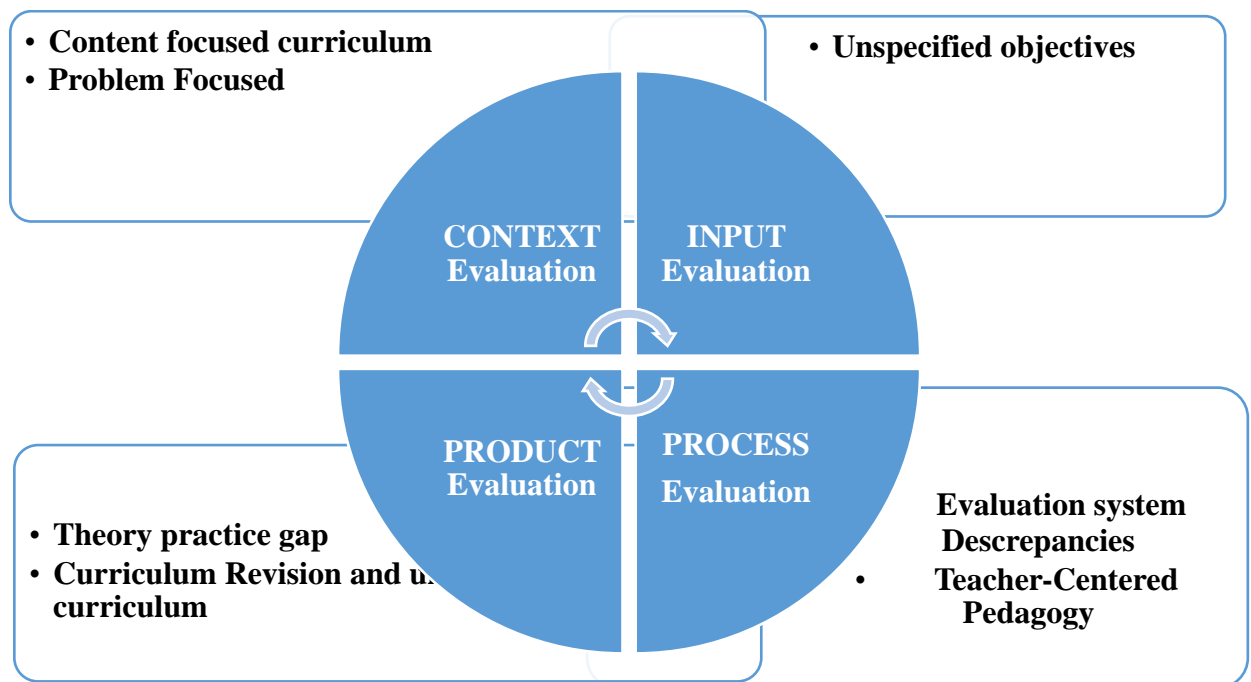 • Content focused curriculum
• Problem Focused
• Unspecified objectives
CONTEXT
Evaluation
INPUT
Evaluation
PRODUCT
Evaluation
PROCESS
Evaluation
• Theory practice gap
• Curriculum Revision and
curriculum
Evaluation system
Descrepancies
• Teacher-Centered
Pedagogy